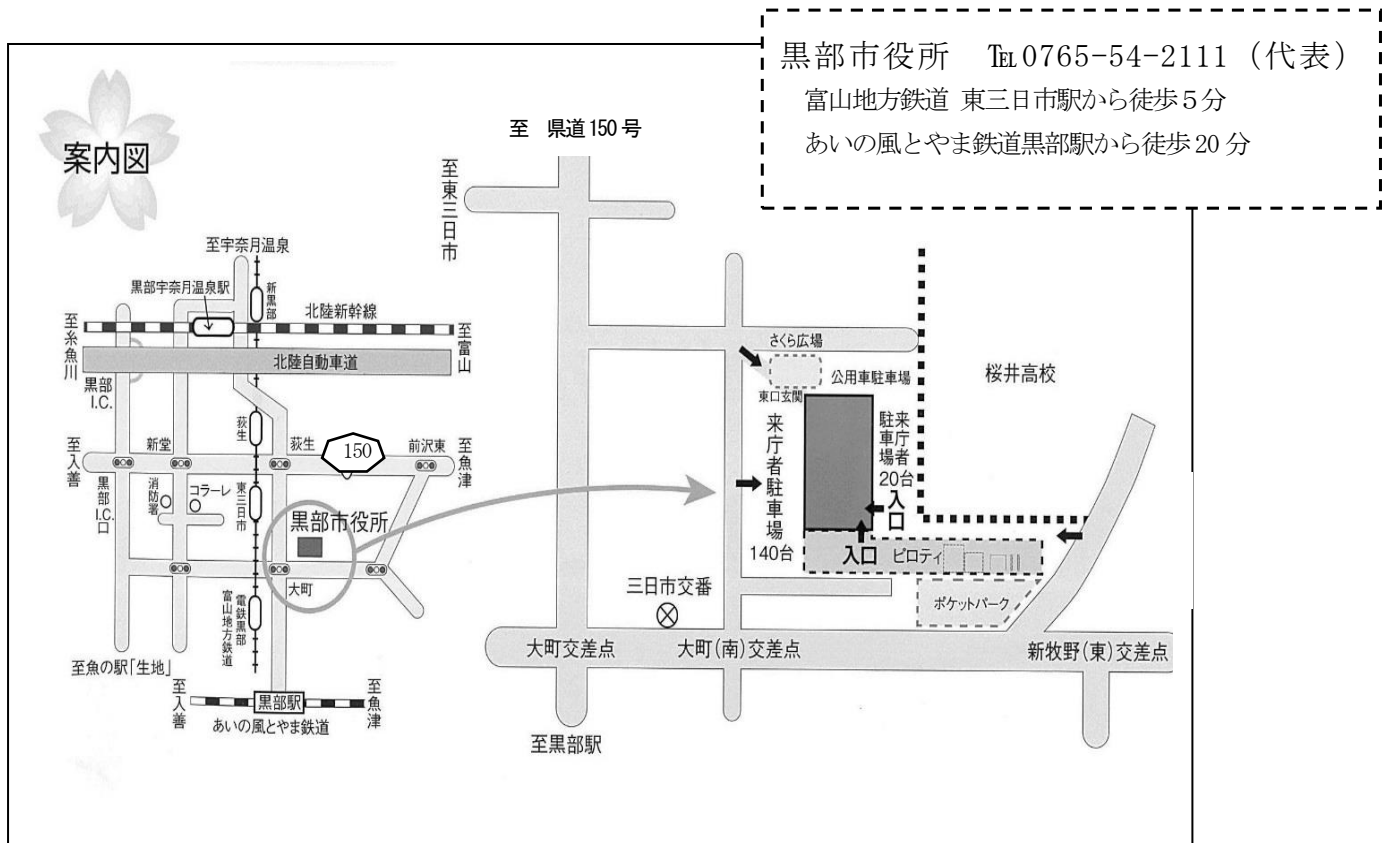 黒部市役所 ℡0765-54-2111（代表）
富山地方鉄道 東三日市駅から徒歩５分
あいの風とやま鉄道黒部駅から徒歩20分
案内図
至宇奈月温泉
黒部宇奈月温泉駅
新黒部
北陸新幹線
至糸魚川
至富山
北陸自動車道
黒部
I.C.
荻生
至入善
新堂
荻生
150
前沢東
至魚津
黒部I.C.口
消防署
コラーレ
東三日市
黒部市役所
大町
電鉄黒部
富山地方鉄道
至魚の駅「生地」
至入善
黒部駅
至魚津
あいの風とやま鉄道
至 県道150号
至東三日市
さくら広場
公用車駐車場
東口玄関
桜井高校
来庁者駐車場
140台
来庁者
駐車場
20台
入口
入口
ピロティ
ポケットパーク
三日市交番
大町交差点
大町(南)交差点
新牧野(東)交差点
至黒部駅